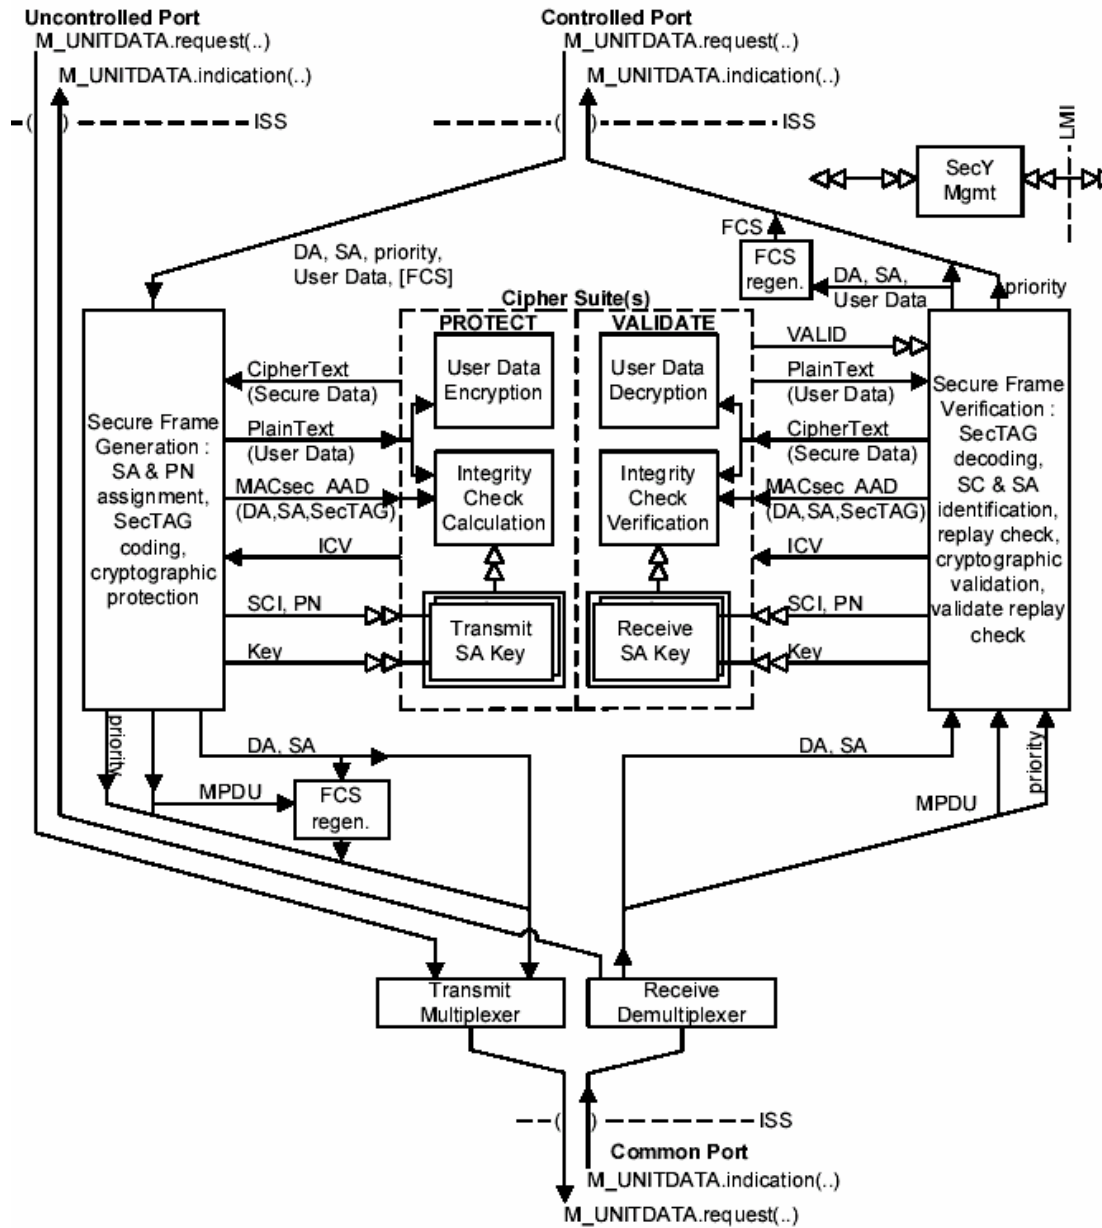 Uncontrolled Port
M_UNITDATA.request(..)
M_UNITDATA.indication(..)
ISS
Controlled Port
M_UNITDATA.request(..)
M_UNITDATA.indication(..)
ISS
LMI
SecY
Mgmt
DA, SA, priority,
User Data, [FCS]
FCS
FCS
regen.
DA, SA,
User Data
priority
Cipher Suite(s)
PROTECT
VALIDATE
Secure Frame
Generation :
SA & PN
assignment,
SecTAG
coding,
cryptographic
protection
CipherText
(Secure Data)
PlainText
(User Data)
MACsec AAD
(DA,SA,SecTAG)
ICV
SCI, PN
Key
User Data
Encryption
Integrity
Check
Calculation
Transmit
SA Key
User Data
Decryption
Integrity
Check
Verification
Receive
SA Key
VALID
PlainText
(User Data)
CipherText
(Secure Data)
MACsec AAD
(DA,SA,SecTAG)
ICV
SCI, PN
Key
Secure Frame
Verification :
SecTAG
decoding,
SC & SA
identification,
replay check,
cryptographic
validation,
validate replay
check
priority
DA, SA
MPDU
FCS
regen.
DA, SA
MPDU
priority
Transmit
Multiplexer
Receive
Demultiplexer
ISS
Common Port
M_UNITDATA.indication(..)
M_UNITDATA.request(..)